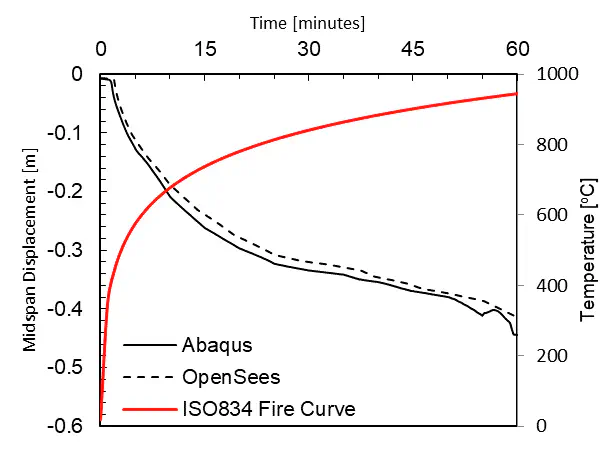 Time [minutes]
0 15 30 45 60
0 1000
-0.1
800
-0.2
600
-0.3
400
-0.4
200
-0.5
-0.6 0
Midspan Displacement [m]
Temperature [ºC]
Abaqus
OpenSees
ISO834 Fire Curve